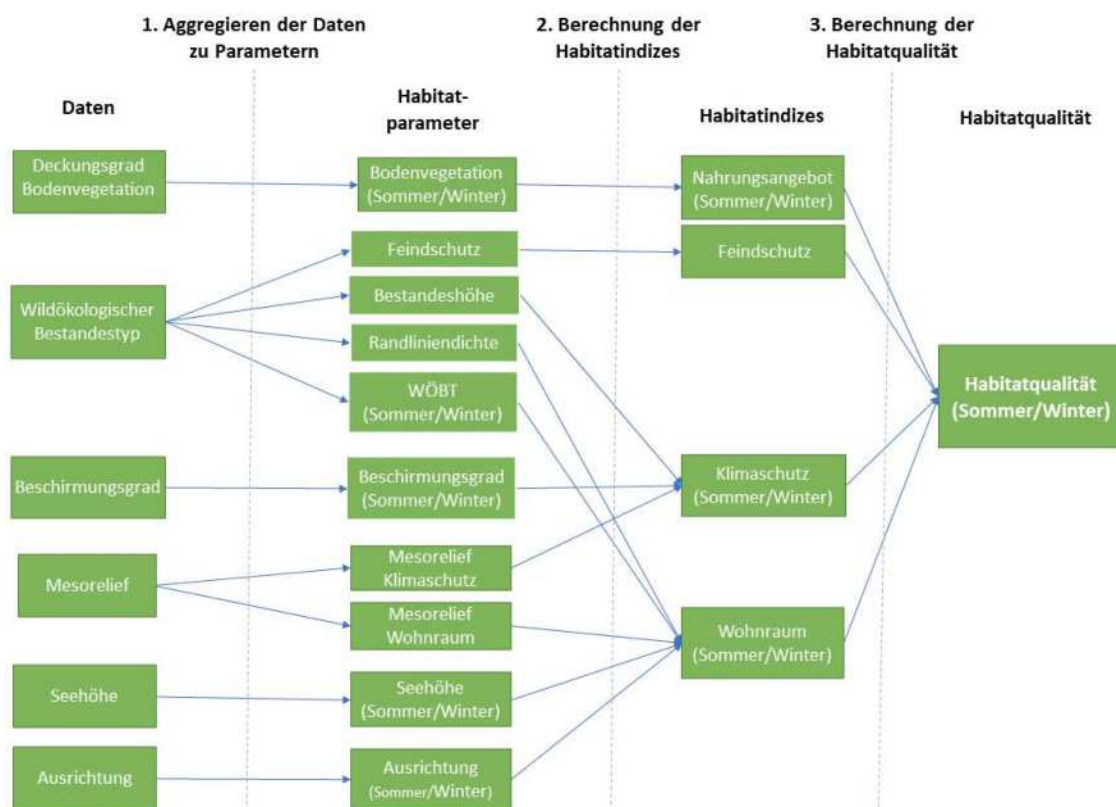 1. Aggregieren der Daten
zu Parametern
2. Berechnung der
Habitatindizes
3. Berechnung der
Habitatqualität
Daten
Habitat-
parameter
Habitatindizes
Habitatqualität
Deckungsgrad
Bodenvegetation
Wildökologischer
Bestandestyp
Beschirmungsgrad
Mesorelief
Seehöhe
Ausrichtung
Bodenvegetation
(Sommer/Winter)
Feindschutz
Bestandeshöhe
Randliniendichte
WÖBT
(Sommer/Winter)
Beschirmungsgrad
(Sommer/Winter)
Mesorelief
Klimaschutz
Mesorelief
Wohnraum
Seehöhe
(Sommer/Winter)
Ausrichtung
(Sommer/Winter)
Nahrungsangebot
(Sommer/Winter)
Feindschutz
Klimaschutz
(Sommer/Winter)
Wohnraum
(Sommer/Winter)
Habitatqualität
(Sommer/Winter)